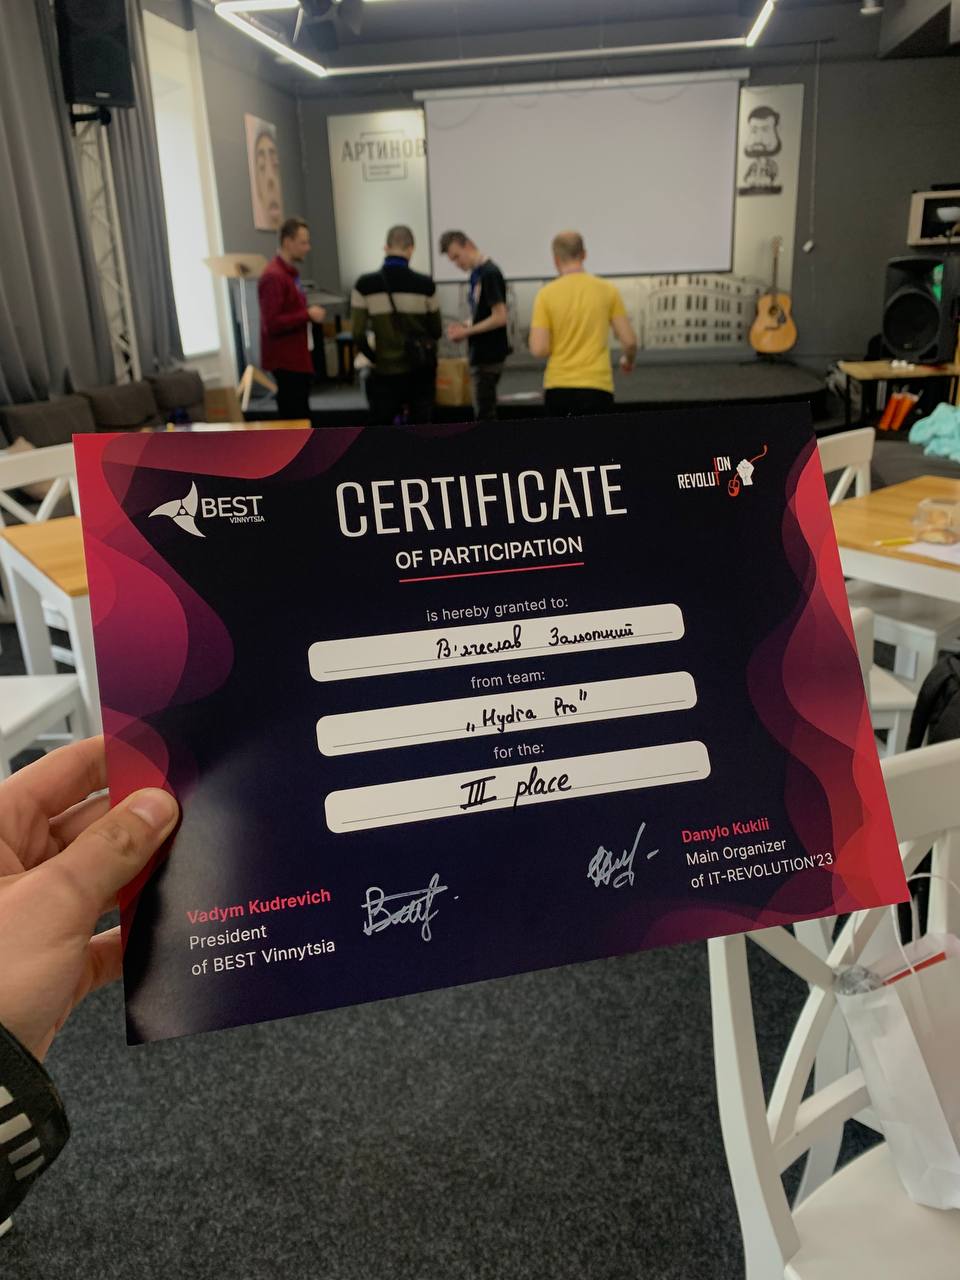 АРТИНОВ
BEST
VINNYTSIA
CERTIFICATE
OF PARTICIPATION
REVOLUTION
is hereby granted to:
В'ячеслав
from team:
„Hydra Pro"
for the:
III place
Vadym Kudrevich
President
of BEST Vinnytsia
Danylo Kuklii
Main Organizer
of IT-REVOLUTION'23